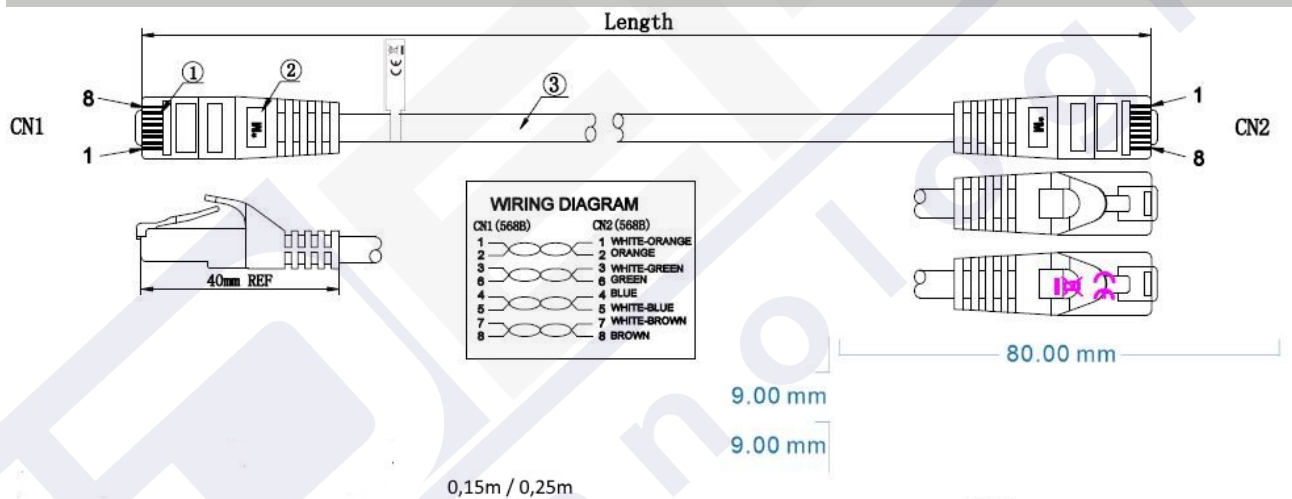 Length
①
②
③
CE
8
1
CN1
M*
M*
1
8
CN2
40mm REF
WIRING DIAGRAM
CN1(568B) CN2(568B)
1 1 WHITE-ORANGE
2 2 ORANGE
3 3 WHITE-GREEN
6 6 GREEN
4 4 BLUE
5 5 WHITE-BLUE
7 7 WHITE-BROWN
8 8 BROWN
CE
80.00 mm
9.00 mm
9.00 mm
0,15m / 0,25m
nologi